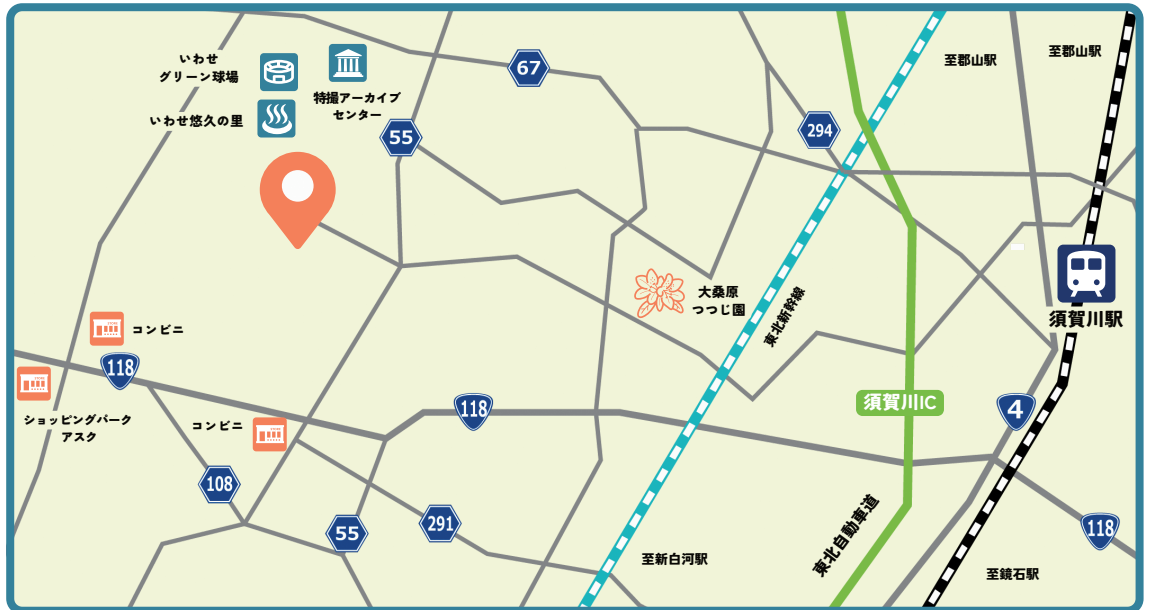 いわせ
グリーン球場
特撮アーカイブ
センター
いわせ悠久の里
67
55
294
至郡山駅
至郡山駅
大桑原
つつじ園
東北新幹線
須賀川駅
コンビニ
118
ショッピングパーク
アスク
コンビニ
118
須賀川IC
4
108
55
291
至新白河駅
東北自動車道
至鏡石駅
118